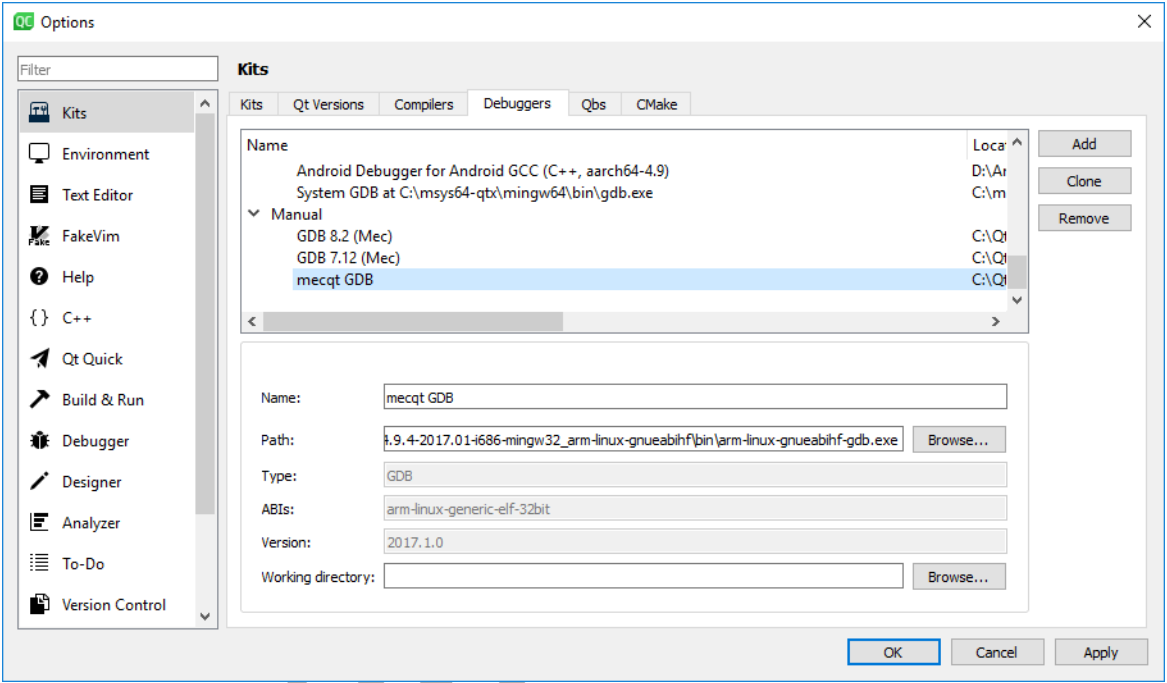 QC Options
Filter
Kits
Environment
Text Editor
Fake FakeVim
Help
{} C++
Qt Quick
Build & Run
Debugger
Designer
Analyzer
To-Do
Version Control
Kits
Kits Qt Versions Compilers Debuggers Qbs CMake
Name Locat
Android Debugger for Android GCC (C++, aarch64-4.9) D:\Ar
System GDB at C:\msys64-qtx\mingw64\bin\gdb.exe C:\m
Manual
GDB 8.2 (Mec) C:\Qt
GDB 7.12 (Mec) C:\Qt
mecqt GDB C:\Qt
Add
Clone
Remove
Name: mecqt GDB
Path: 4.9.4-2017.01-i686-mingw32_arm-linux-gnueabihf\bin\arm-linux-gnueabihf-gdb.exe Browse...
Type: GDB
ABIs: arm-linux-generic-elf-32bit
Version: 2017.1.0
Working directory: Browse...
OK Cancel Apply